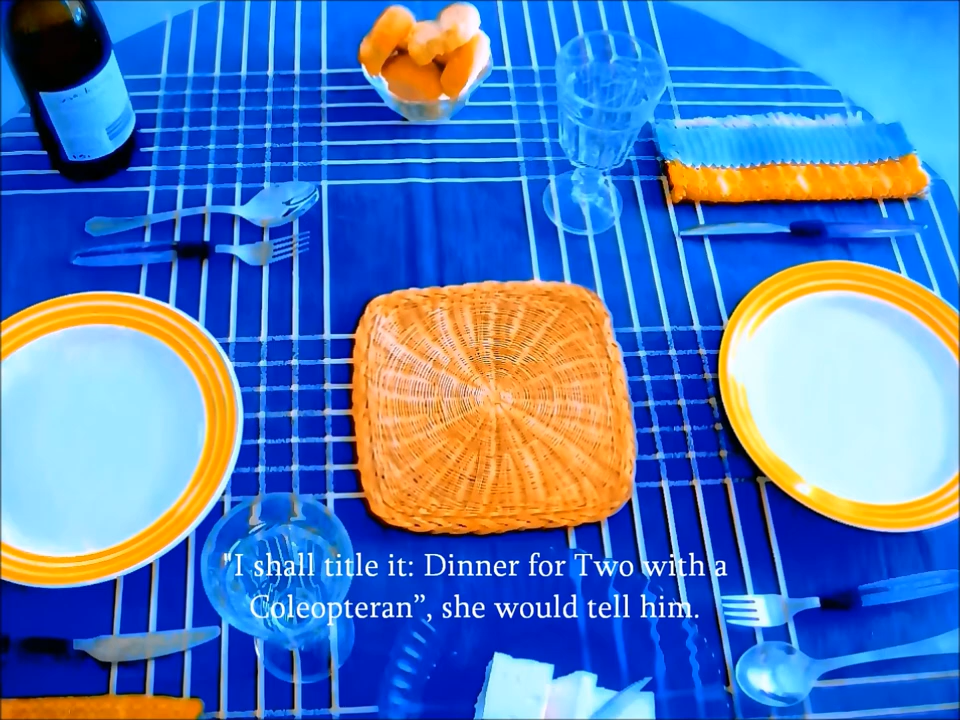 "I shall title it: Dinner for Two with a
Coleopteran”, she would tell him.